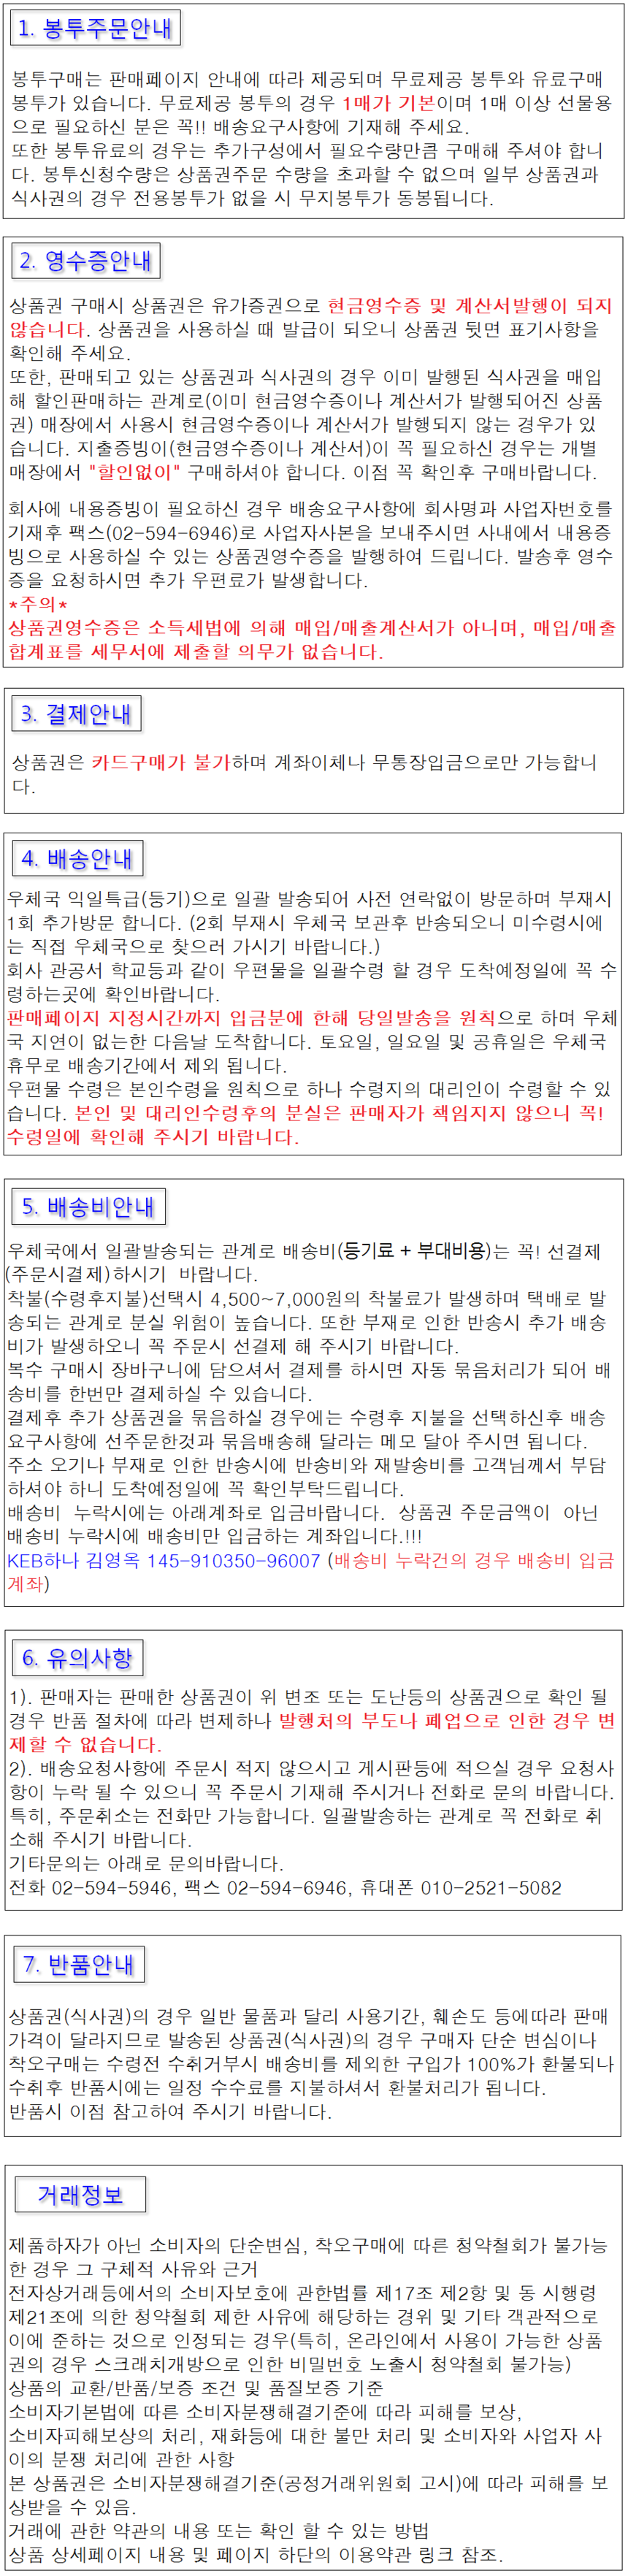 1. 봉투주문안내
봉투구매는 판매페이지 안내에 따라 제공되며 무료제공 봉투와 유료구매
봉투가 있습니다. 무료제공 봉투의 경우 1매가 기본이며 1매 이상 선물용
으로 필요하신 분은 꼭!! 배송요구사항에 기재해 주세요.
또한 봉투유료의 경우는 추가구성에서 필요수량만큼 구매해 주셔야 합니
다. 봉투신청수량은 상품권주문 수량을 초과할 수 없으며 일부 상품권과
식사권의 경우 전용봉투가 없을 시 무지봉투가 동봉됩니다.
2. 영수증안내
상품권 구매시 상품권은 유가증권으로 현금영수증 및 계산서발행이 되지
않습니다. 상품권을 사용하실 때 발급이 되오니 상품권 뒷면 표기사항을
확인해 주세요.
또한, 판매되고 있는 상품권과 식사권의 경우 이미 발행된 식사권을 매입
해 할인판매하는 관계로(이미 현금영수증이나 계산서가 발행되어진 상품
권) 매장에서 사용시 현금영수증이나 계산서가 발행되지 않는 경우가 있
습니다. 지출증빙이(현금영수증이나 계산서)이 꼭 필요하신 경우는 개별
매장에서 "할인없이" 구매하셔야 합니다. 이점 꼭 확인후 구매바랍니다.
회사에 내용증빙이 필요하신 경우 배송요구사항에 회사명과 사업자번호를
기재후 팩스(02-594-6946)로 사업자사본을 보내주시면 사내에서 내용증
빙으로 사용하실 수 있는 상품권영수증을 발행하여 드립니다. 발송후 영수
증을 요청하시면 추가 우편료가 발생합니다.
*주의*
상품권영수증은 소득세법에 의해 매입/매출계산서가 아니며, 매입/매출
합계표를 세무서에 제출할 의무가 없습니다.
3. 결제안내
상품권은 카드구매가 불가하며 계좌이체나 무통장입금으로만 가능합니
다.
4. 배송안내
우체국 익일특급(등기)으로 일괄 발송되어 사전 연락없이 방문하며 부재시
1회 추가방문 합니다. (2회 부재시 우체국 보관후 반송되오니 미수령시에
는 직접 우체국으로 찾으러 가시기 바랍니다.)
회사 관공서 학교등과 같이 우편물을 일괄수령 할 경우 도착예정일에 꼭 수
령하는곳에 확인바랍니다.
판매페이지 지정시간까지 입금분에 한해 당일발송을 원칙으로 하며 우체
국 지연이 없는한 다음날 도착합니다. 토요일, 일요일 및 공휴일은 우체국
휴무로 배송기간에서 제외 됩니다.
우편물 수령은 본인수령을 원칙으로 하나 수령지의 대리인이 수령할 수 있
습니다. 본인 및 대리인수령후의 분실은 판매자가 책임지지 않으니 꼭!
수령일에 확인해 주시기 바랍니다.
5. 배송비안내
우체국에서 일괄발송되는 관계로 배송비(등기료 + 부대비용)는 꼭! 선결제
(주문시결제)하시기 바랍니다.
착불(수령후지불)선택시 4,500~7,000원의 착불료가 발생하며 택배로 발
송되는 관계로 분실 위험이 높습니다. 또한 부재로 인한 반송시 추가 배송
비가 발생하오니 꼭 주문시 선결제 해 주시기 바랍니다.
복수 구매시 장바구니에 담으셔서 결제를 하시면 자동 묶음처리가 되어 배
송비를 한번만 결제하실 수 있습니다.
결제후 추가 상품권을 묶음하실 경우에는 수령후 지불을 선택하신후 배송
요구사항에 선주문한것과 묶음배송해 달라는 메모 달아 주시면 됩니다.
주소 오기나 부재로 인한 반송시에 반송비와 재발송비를 고객님께서 부담
하셔야 하니 도착예정일에 꼭 확인부탁드립니다.
배송비 누락시에는 아래계좌로 입금바랍니다. 상품권 주문금액이 아닌
배송비 누락시에 배송비만 입금하는 계좌입니다.!!!
KEB하나 김영옥 145-910350-96007 (배송비 누락건의 경우 배송비 입금
계좌)
6. 유의사항
1). 판매자는 판매한 상품권이 위 변조 또는 도난등의 상품권으로 확인 될
경우 반품 절차에 따라 변제하나 발행처의 부도나 폐업으로 인한 경우 변
제할 수 없습니다.
2). 배송요청사항에 주문시 적지 않으시고 게시판등에 적으실 경우 요청사
항이 누락 될 수 있으니 꼭 주문시 기재해 주시거나 전화로 문의 바랍니다.
특히, 주문취소는 전화만 가능합니다. 일괄발송하는 관계로 꼭 전화로 취
소해 주시기 바랍니다.
기타문의는 아래로 문의바랍니다.
전화 02-594-5946, 팩스 02-594-6946, 휴대폰 010-2521-5082
7. 반품안내
상품권(식사권)의 경우 일반 물품과 달리 사용기간, 훼손도 등에따라 판매
가격이 달라지므로 발송된 상품권(식사권)의 경우 구매자 단순 변심이나
착오구매는 수령전 수취거부시 배송비를 제외한 구입가 100%가 환불되나
수취후 반품시에는 일정 수수료를 지불하셔서 환불처리가 됩니다.
반품시 이점 참고하여 주시기 바랍니다.
거래정보
제품하자가 아닌 소비자의 단순변심, 착오구매에 따른 청약철회가 불가능
한 경우 그 구체적 사유와 근거
전자상거래등에서의 소비자보호에 관한법률 제17조 제2항 및 동 시행령
제21조에 의한 청약철회 제한 사유에 해당하는 경위 및 기타 객관적으로
이에 준하는 것으로 인정되는 경우(특히, 온라인에서 사용이 가능한 상품
권의 경우 스크래치개방으로 인한 비밀번호 노출시 청약철회 불가능)
상품의 교환/반품/보증 조건 및 품질보증 기준
소비자기본법에 따른 소비자분쟁해결기준에 따라 피해를 보상,
소비자피해보상의 처리, 재화등에 대한 불만 처리 및 소비자와 사업자 사
이의 분쟁 처리에 관한 사항
본 상품권은 소비자분쟁해결기준(공정거래위원회 고시)에 따라 피해를 보
상받을 수 있음.
거래에 관한 약관의 내용 또는 확인 할 수 있는 방법
상품 상세페이지 내용 및 페이지 하단의 이용약관 링크 참조.